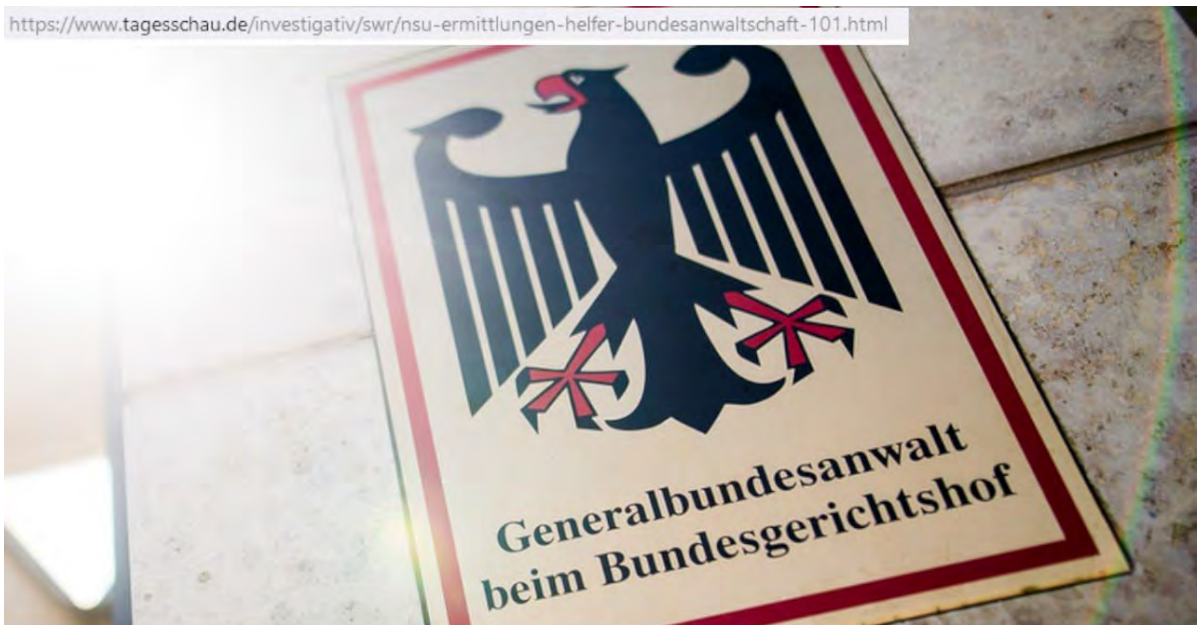 https://www.tagesschau.de/investigativ/swr/nsu-ermittlungen-helfer-bundesanwaltschaft-101.html
Generalbundesanwalt
beim Bundesgerichtshof